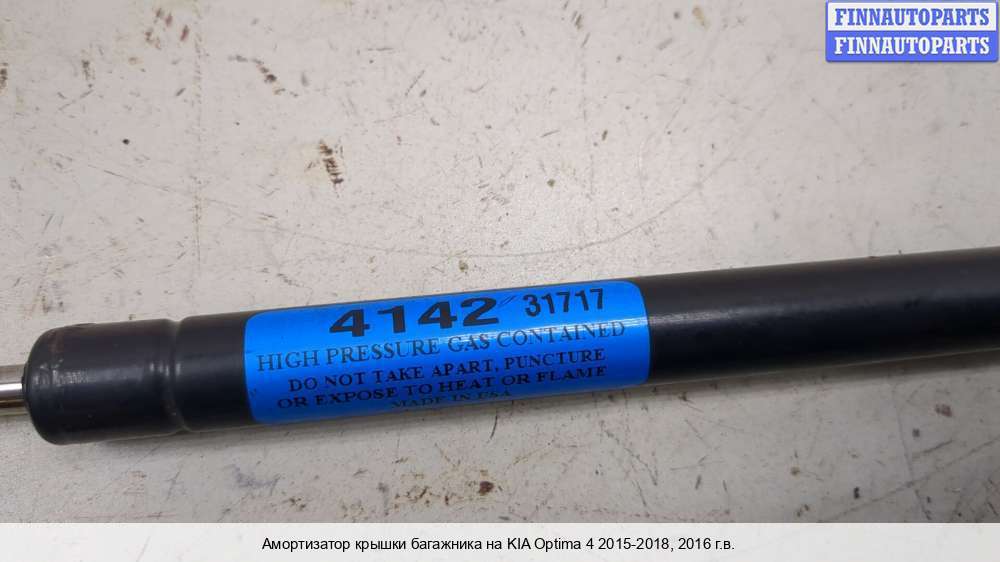 FINNAUTOPARTS
FINNAUTOPARTS
4142 31717
HIGH PRESSURE GAS CONTAINED
DO NOT TAKE APART, PUNCTURE
OR EXPOSE TO HEAT OR FLAME
MADE IN USA
Амортизатор крышки багажника на KIA Optima 4 2015-2018, 2016 г.в.